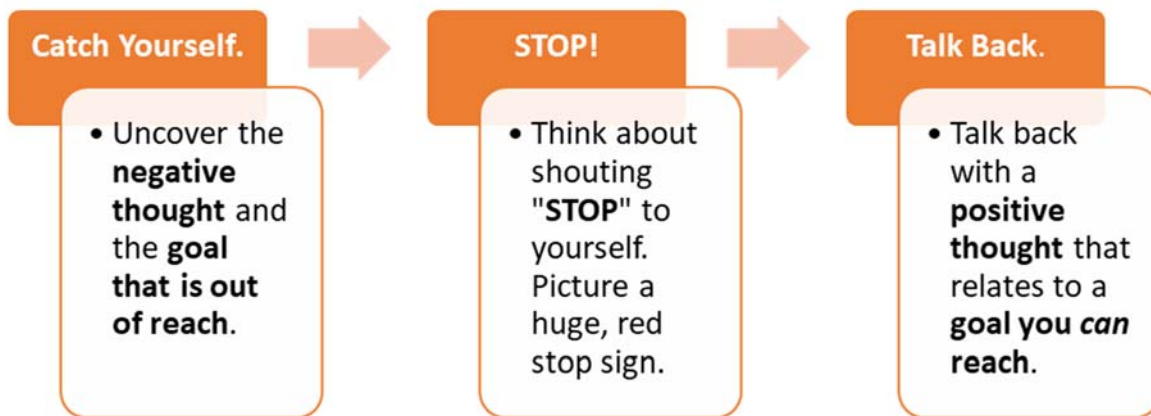 Catch Yourself.
• Uncover the
negative
thought and
the goal
that is out
of reach.
STOP!
• Think about
shouting
"STOP" to
yourself.
Picture a
huge, red
stop sign.
Talk Back.
• Talk back
with a
positive
thought that
relates to a
goal you can
reach.